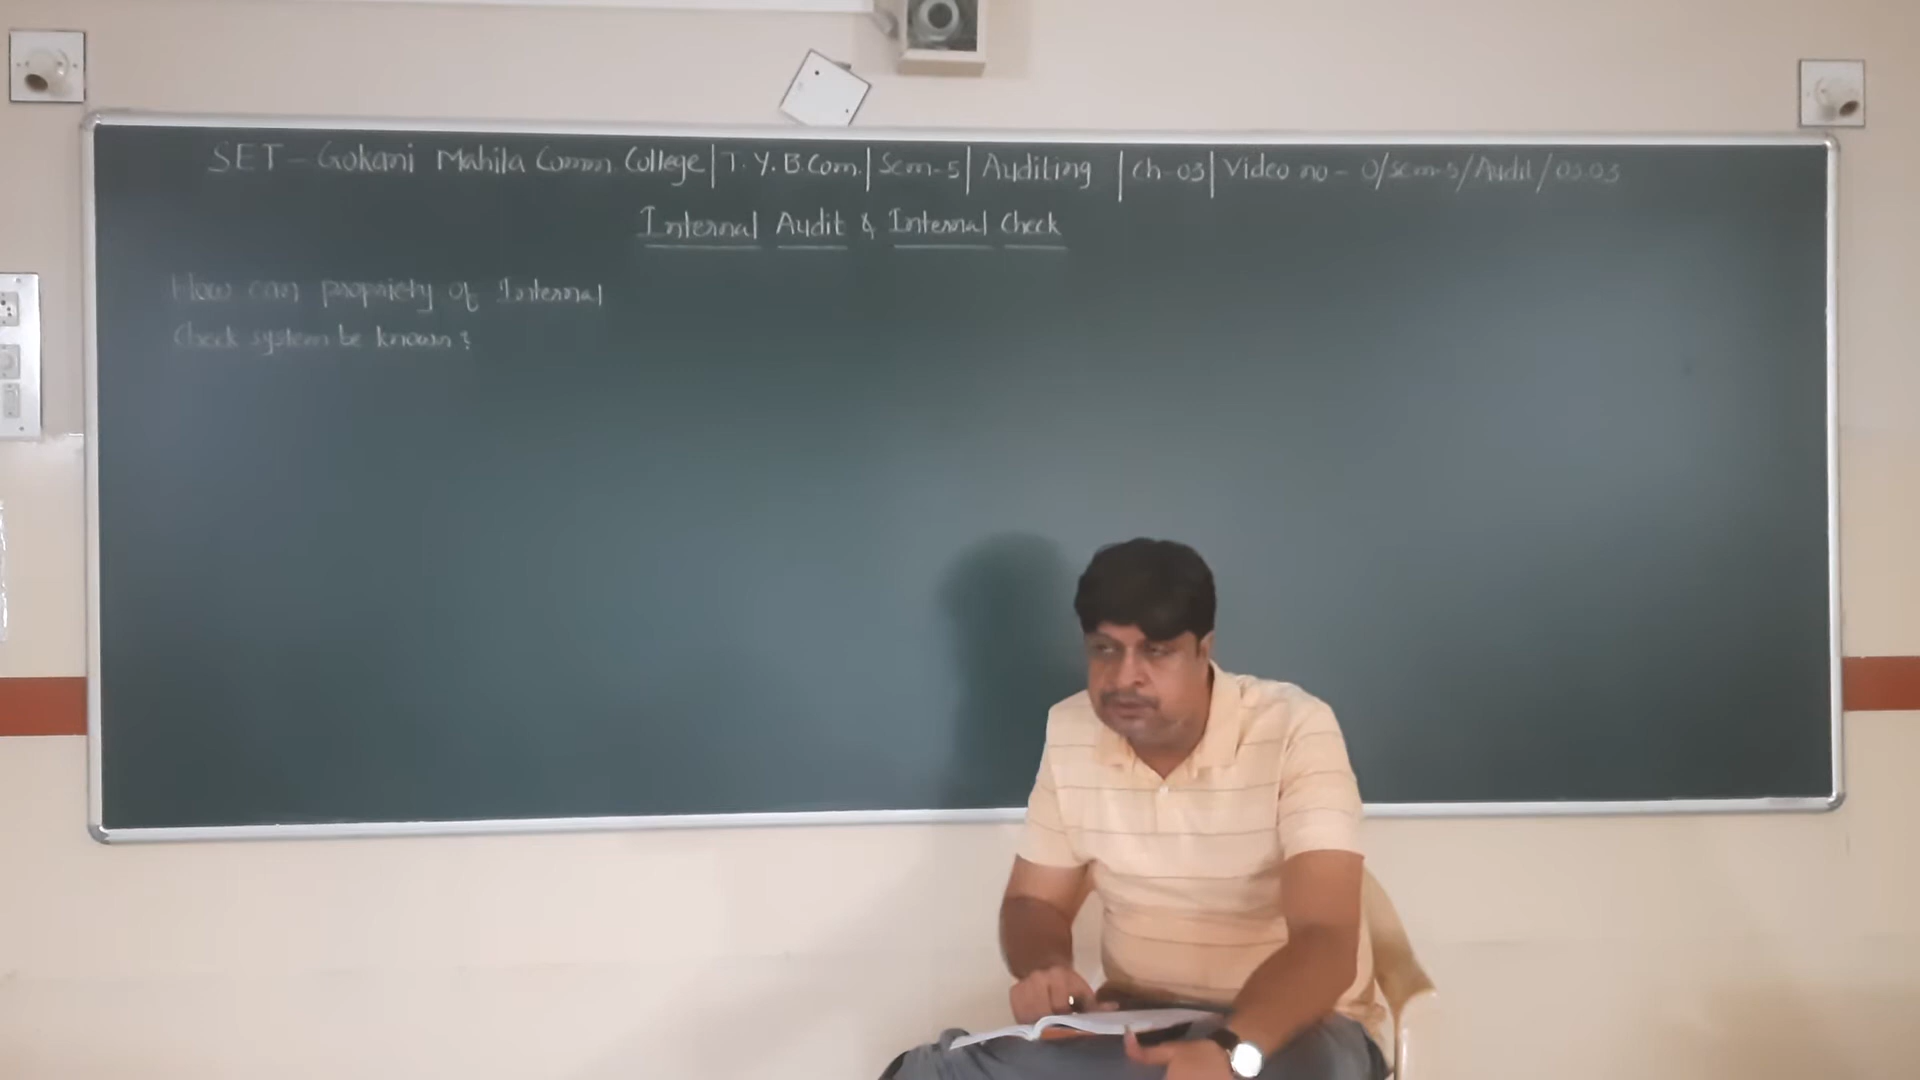 SET - Gokani Mahila Comm College | T. Y. B.Com. | Sem-5 | Auditing | Ch-03 | Video no - 0/sem-5/Audit/03.03
Internal Audit & Internal Check
How can propriety of Internal
Check system be known?